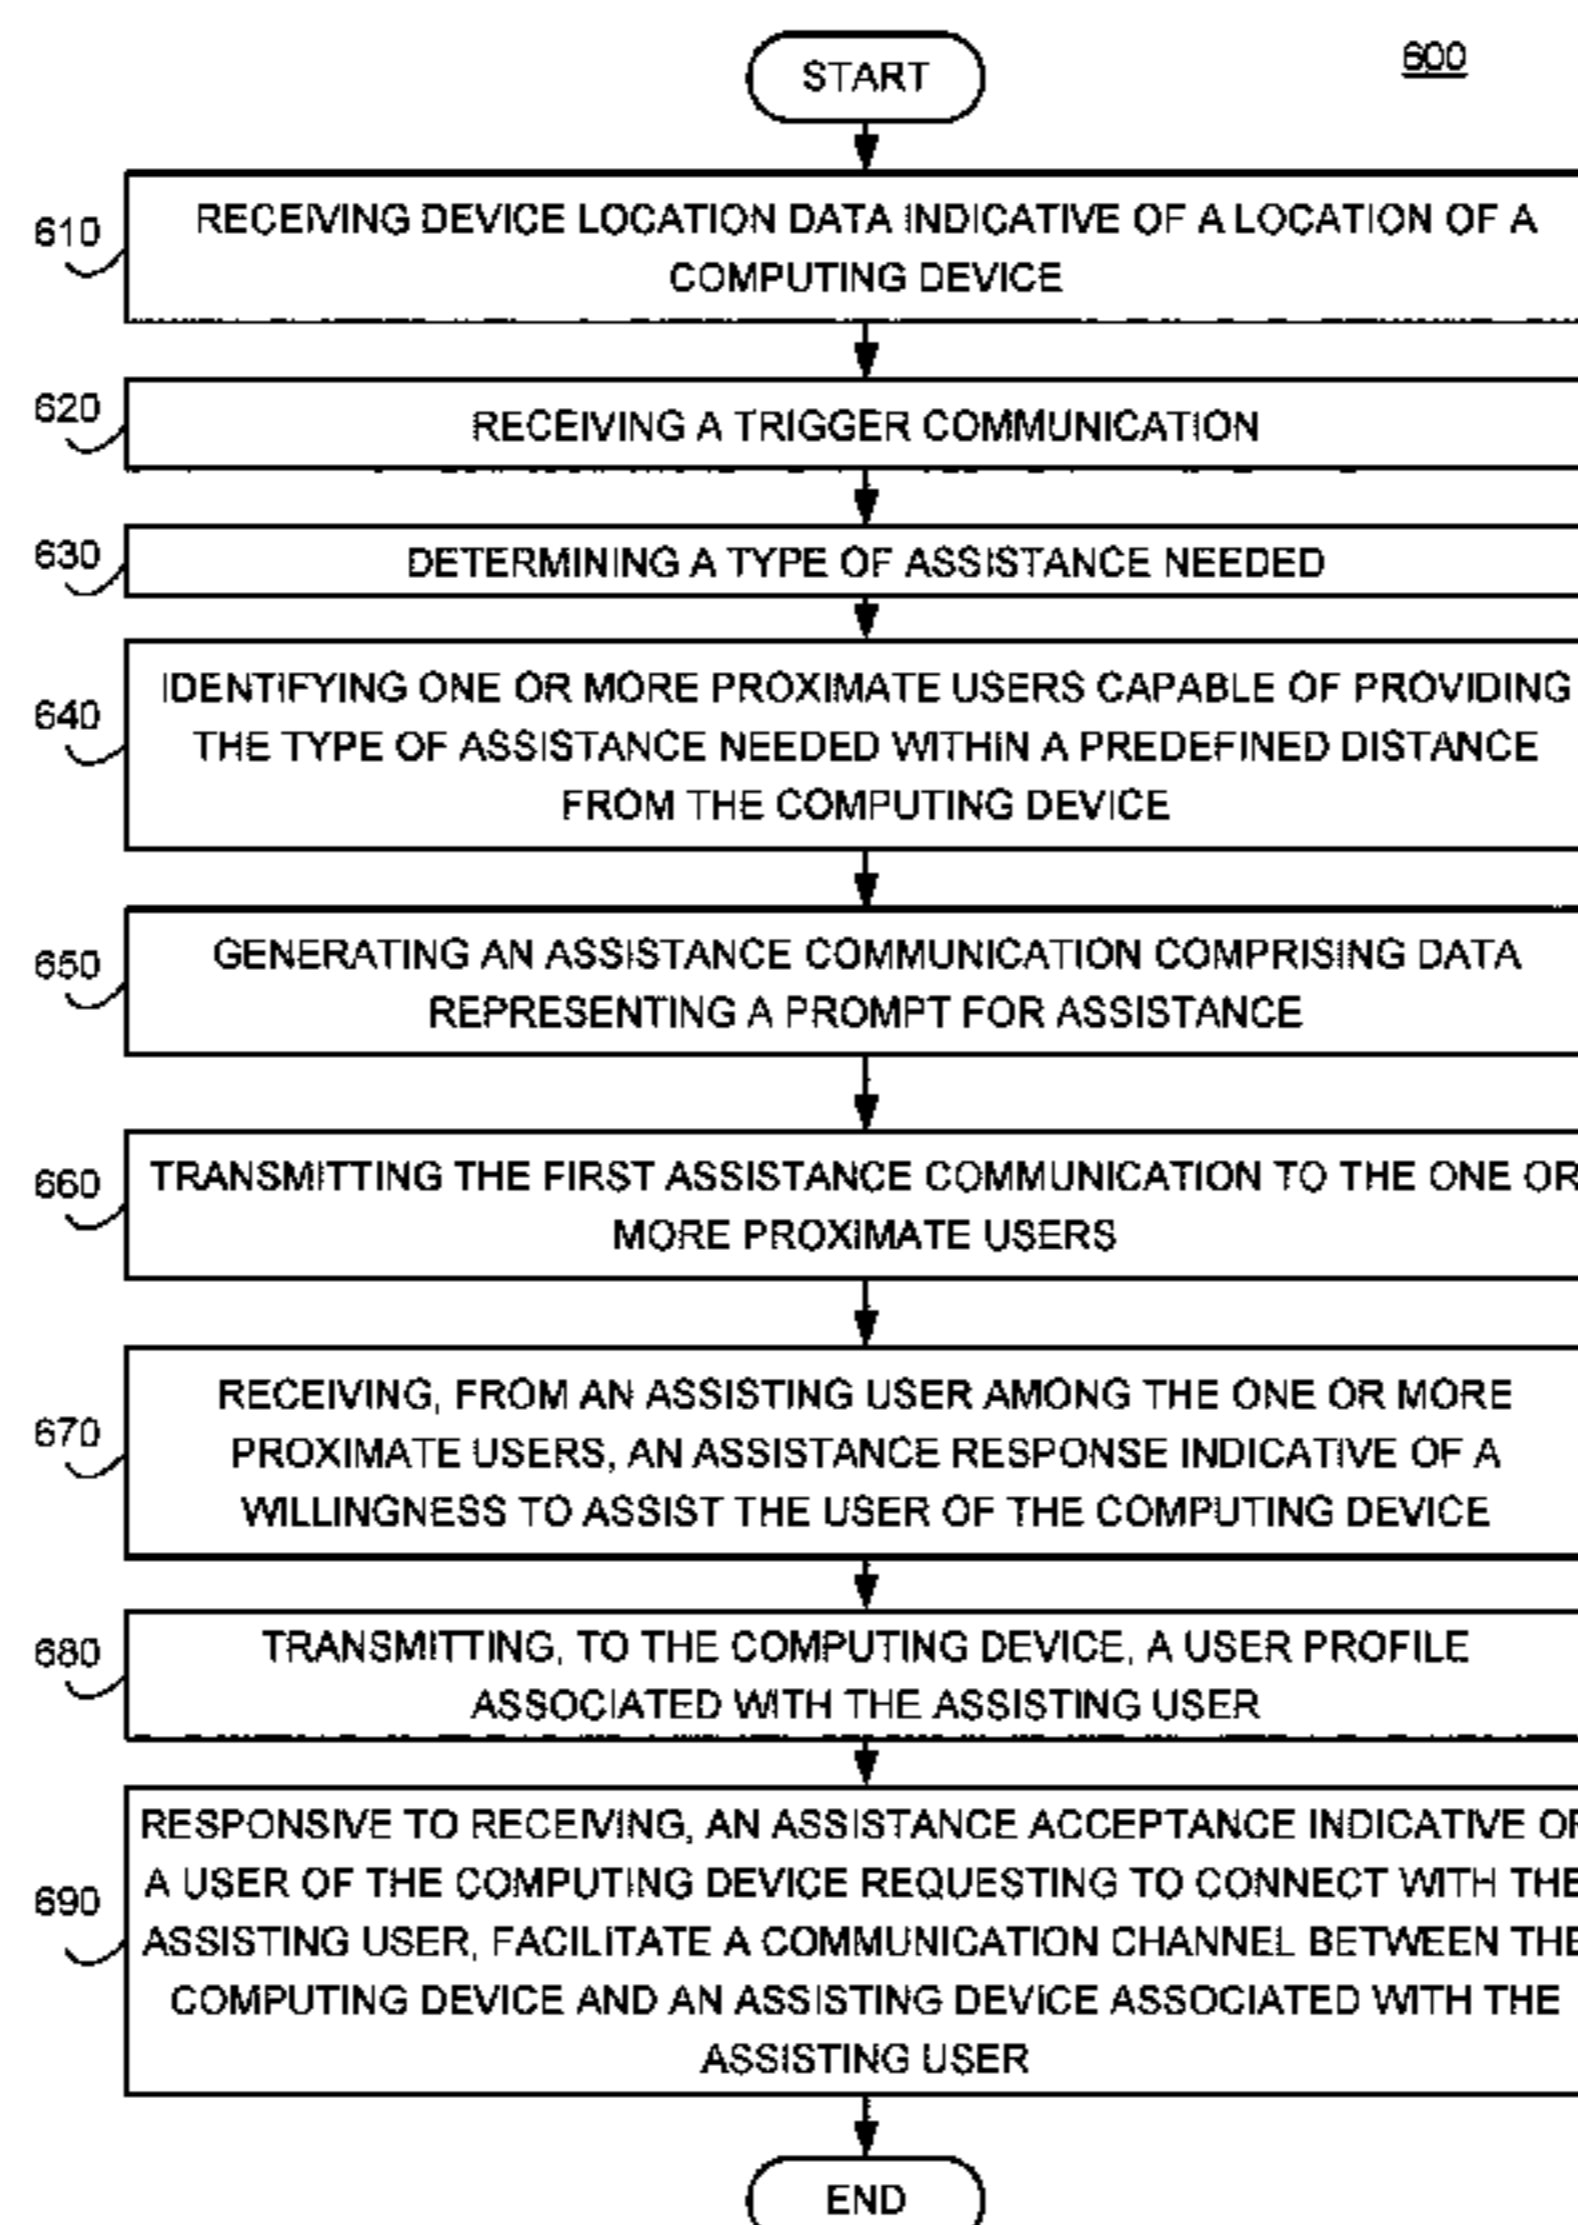 START
600
610
RECEIVING DEVICE LOCATION DATA INDICATIVE OF A LOCATION OF A
COMPUTING DEVICE
620
RECEIVING A TRIGGER COMMUNICATION
630
DETERMINING A TYPE OF ASSISTANCE NEEDED
640
IDENTIFYING ONE OR MORE PROXIMATE USERS CAPABLE OF PROVIDING
THE TYPE OF ASSISTANCE NEEDED WITHIN A PREDEFINED DISTANCE
FROM THE COMPUTING DEVICE
650
GENERATING AN ASSISTANCE COMMUNICATION COMPRISING DATA
REPRESENTING A PROMPT FOR ASSISTANCE
660
TRANSMITTING THE FIRST ASSISTANCE COMMUNICATION TO THE ONE OR
MORE PROXIMATE USERS
670
RECEIVING, FROM AN ASSISTING USER AMONG THE ONE OR MORE
PROXIMATE USERS, AN ASSISTANCE RESPONSE INDICATIVE OF A
WILLINGNESS TO ASSIST THE USER OF THE COMPUTING DEVICE
680
TRANSMITTING, TO THE COMPUTING DEVICE, A USER PROFILE
ASSOCIATED WITH THE ASSISTING USER
690
RESPONSIVE TO RECEIVING, AN ASSISTANCE ACCEPTANCE INDICATIVE OF
A USER OF THE COMPUTING DEVICE REQUESTING TO CONNECT WITH THE
ASSISTING USER, FACILITATE A COMMUNICATION CHANNEL BETWEEN THE
COMPUTING DEVICE AND AN ASSISTING DEVICE ASSOCIATED WITH THE
ASSISTING USER
END